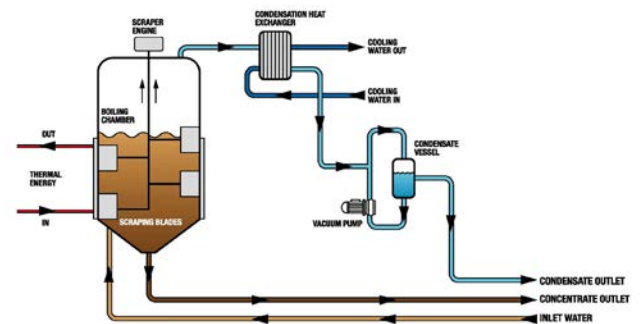 SCRAPER
ENGINE
CONDENSATION HEAT
EXCHANGER
COOLING
WATER OUT
COOLING
WATER IN
BOILING
CHAMBER
OUT
THERMAL
ENERGY
IN
SCRAPING BLADES
CONDENSATE
VESSEL
VACUUM PUMP
CONDENSATE OUTLET
CONCENTRATE OUTLET
INLET WATER